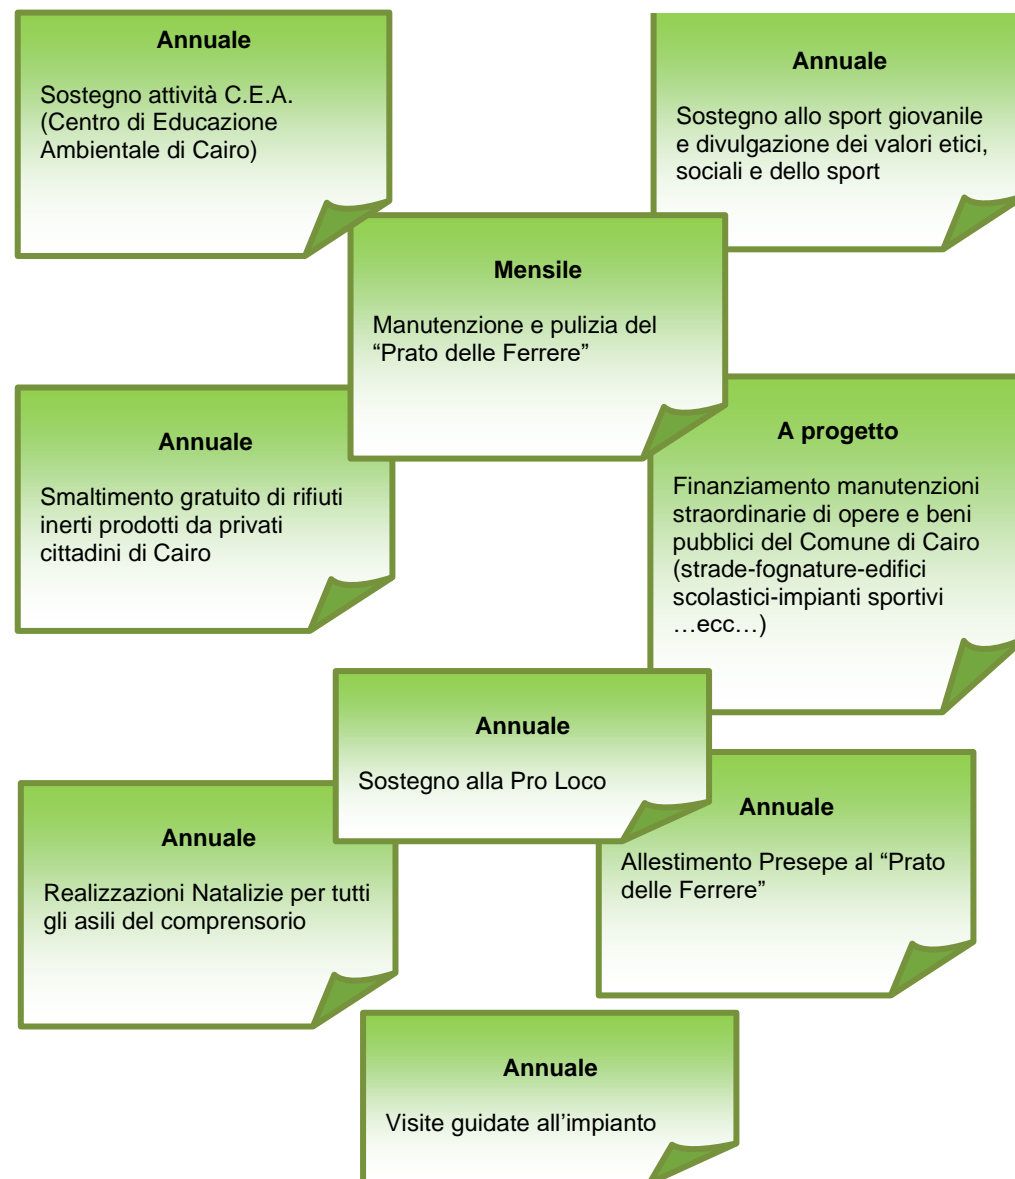 Annuale
Sostegno attività C.E.A.
(Centro di Educazione
Ambientale di Cairo)
Annuale
Sostegno allo sport giovanile
e divulgazione dei valori etici,
sociali e dello sport
Mensile
Manutenzione e pulizia del
“Prato delle Ferrere”
Annuale
Smaltimento gratuito di rifiuti
inerti prodotti da privati
cittadini di Cairo
A progetto
Finanziamento manutenzioni
straordinarie di opere e beni
pubblici del Comune di Cairo
(strade-fognature-edifici
scolastici-impianti sportivi
…ecc…)
Annuale
Sostegno alla Pro Loco
Annuale
Realizzazioni Natalizie per tutti
gli asili del comprensorio
Annuale
Allestimento Presepe al “Prato
delle Ferrere”
Annuale
Visite guidate all’impianto